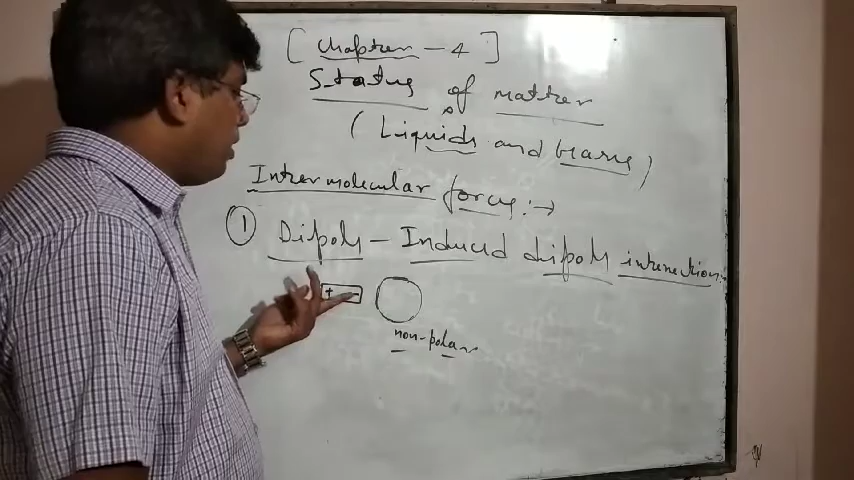 [ Chapter - 4 ]
States of matter
( Liquids and Gases )
Intermolecular forces :→
① Dipole - Induced dipole interaction:-
+ -
non-polar